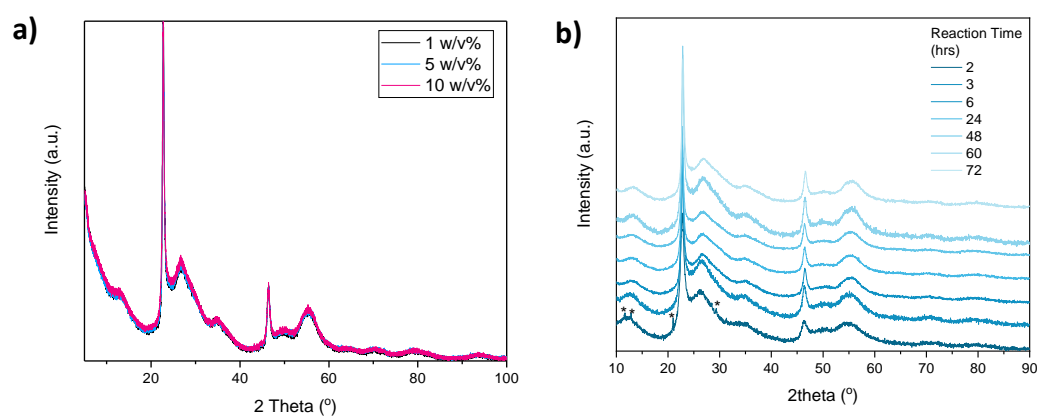 a)
1 w/v%
5 w/v%
10 w/v%
Intensity (a.u.)
20
40
60
80
100
2 Theta (º)
b)
Reaction Time
(hrs)
2
3
6
24
48
60
72
Intensity (a.u.)
* * * *
10
20
30
40
50
60
70
80
90
2theta (º)